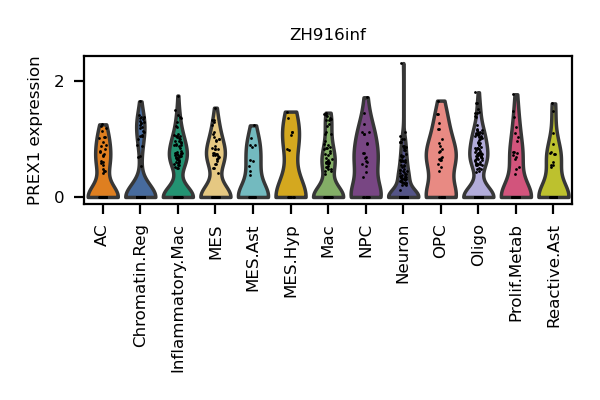 ZH916inf
PREX1 expression
2
0
AC
Chromatin.Reg
Inflammatory.Mac
MES
MES.Ast
MES.Hyp
Mac
NPC
Neuron
OPC
Oligo
Prolif.Metab
Reactive.Ast